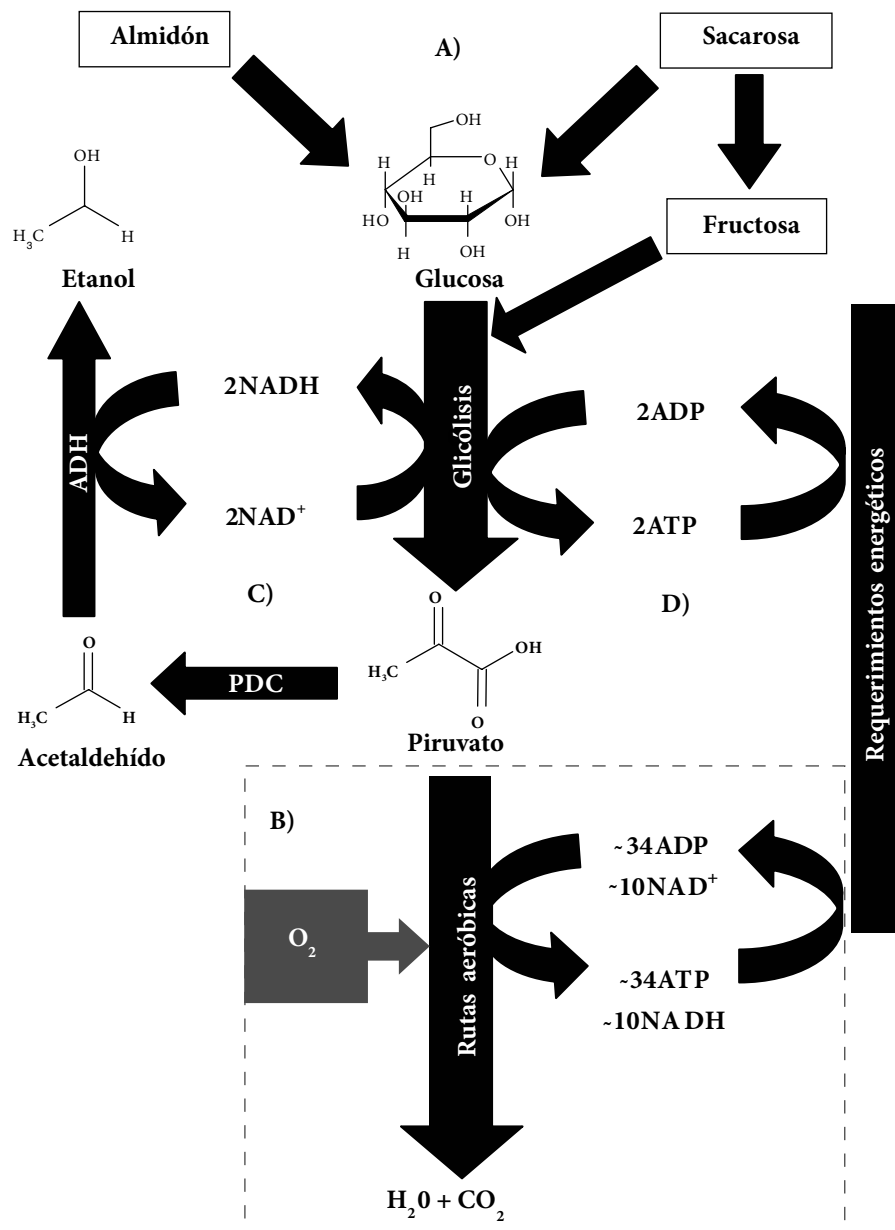 Almidón
A)
Sacarosa
OH
OH
O
H
H
H
H
OH
H
HO
OH
H
OH
H
OH
H₃C
H
Etanol
Glucosa
Fructosa
2NADH
2NAD⁺
ADH
Glicólisis
2ADP
2ATP
Requerimientos energéticos
C)
D)
O
H₃C
H
Acetaldehído
PDC
O
H₃C
OH
O
Piruvato
B)
O₂
Rutas aeróbicas
~34ADP
~10NAD⁺
~34ATP
~10NADH
H₂0 + CO₂